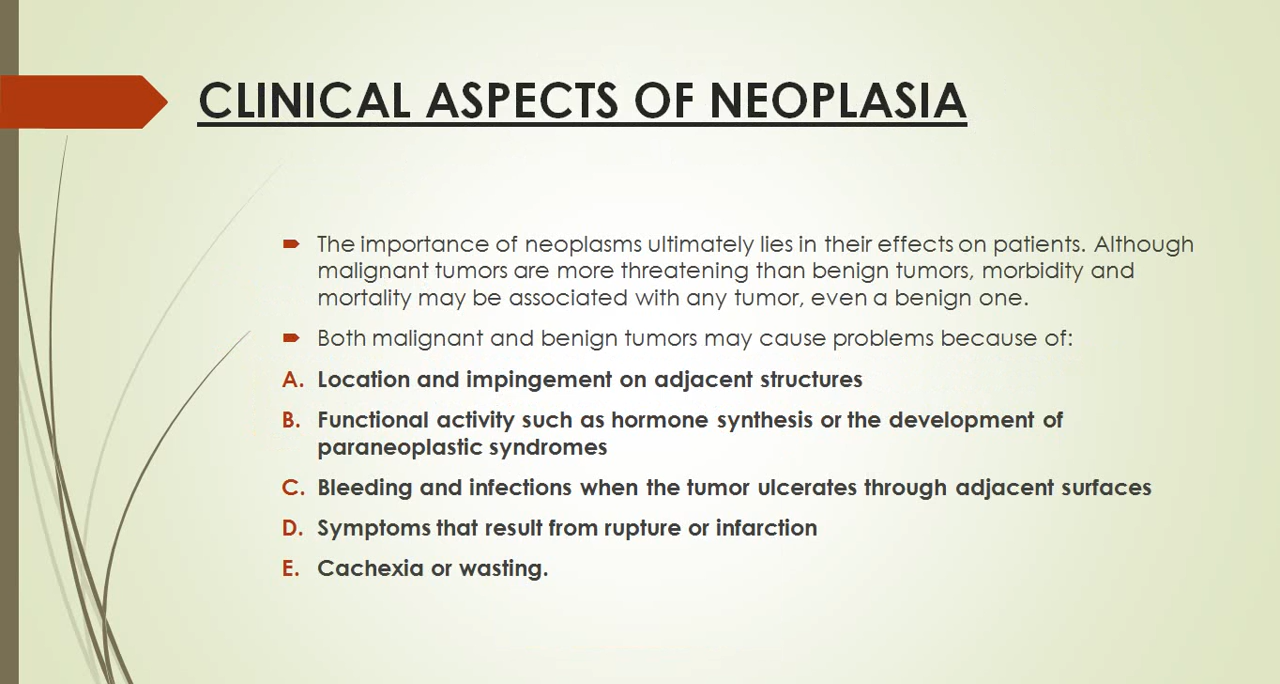 CLINICAL ASPECTS OF NEOPLASIA
The importance of neoplasms ultimately lies in their effects on patients. Although
malignant tumors are more threatening than benign tumors, morbidity and
mortality may be associated with any tumor, even a benign one.
Both malignant and benign tumors may cause problems because of:
A. Location and impingement on adjacent structures
B. Functional activity such as hormone synthesis or the development of
paraneoplastic syndromes
C. Bleeding and infections when the tumor ulcerates through adjacent surfaces
D. Symptoms that result from rupture or infarction
E. Cachexia or wasting.